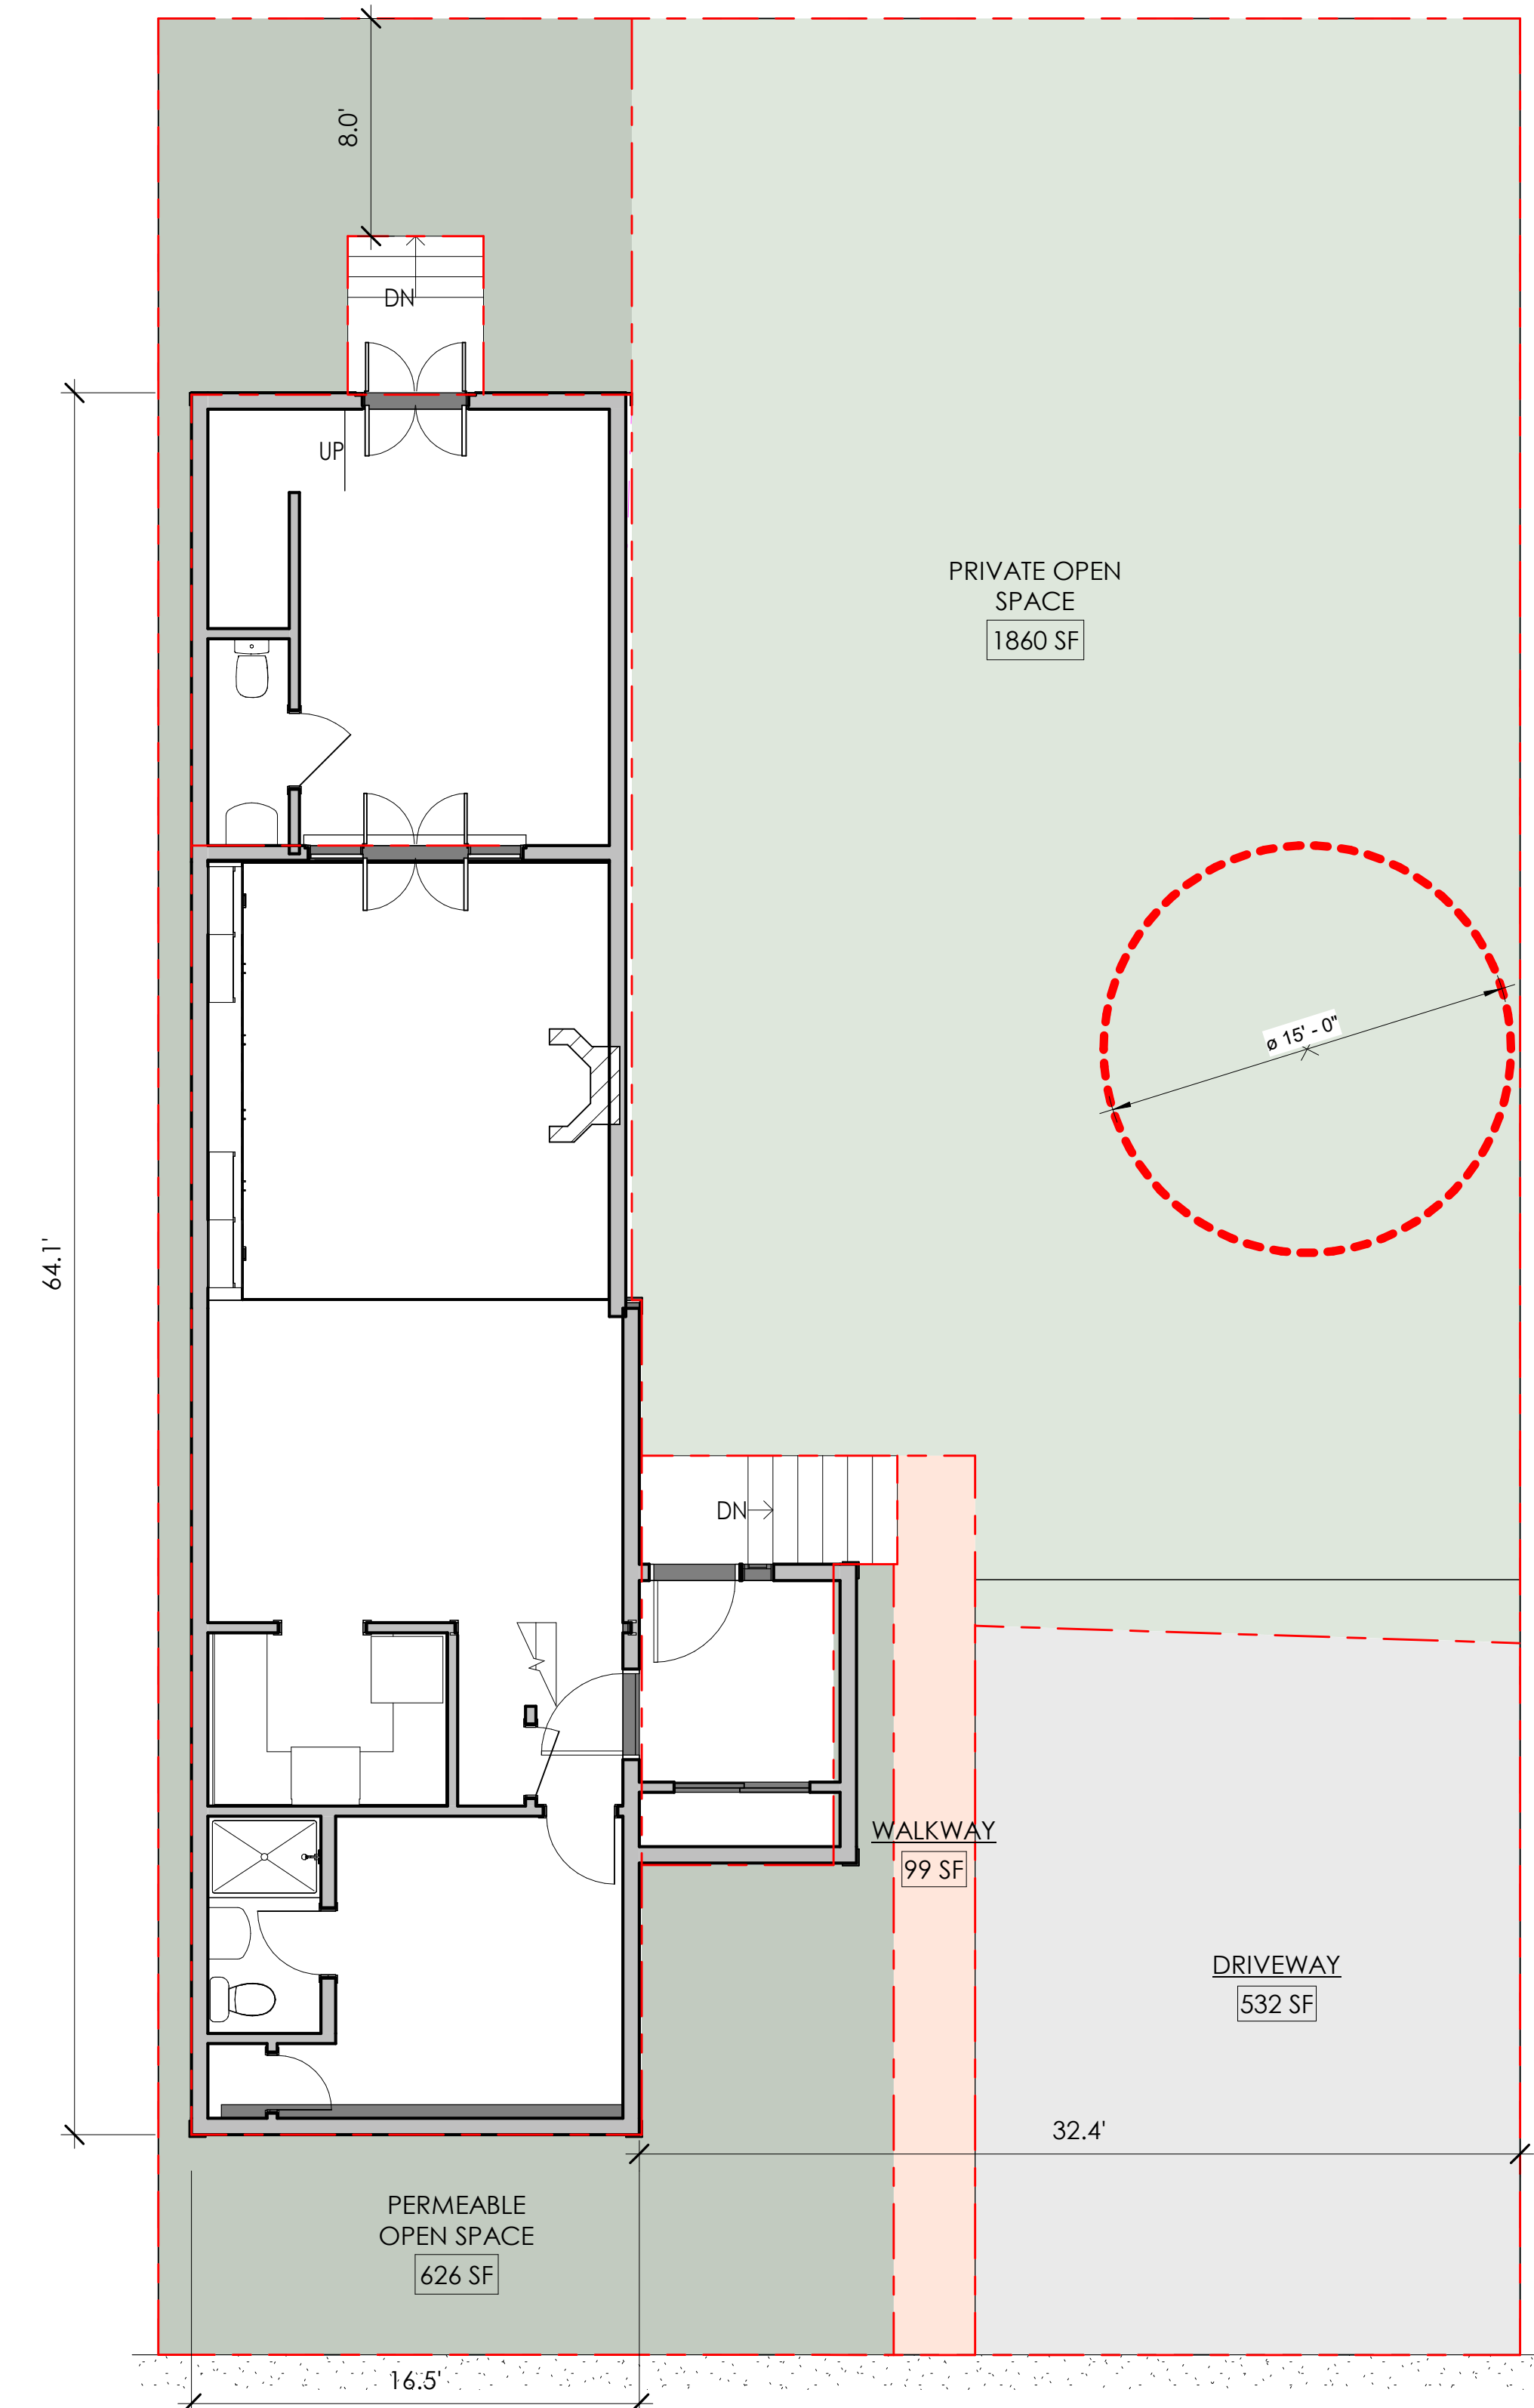 8.0'
DN
UP
PRIVATE OPEN
SPACE
1860 SF
ø 15' - 0"
64.1'
DN
WALKWAY
99 SF
DRIVEWAY
532 SF
32.4'
PERMEABLE
OPEN SPACE
626 SF
16.5'